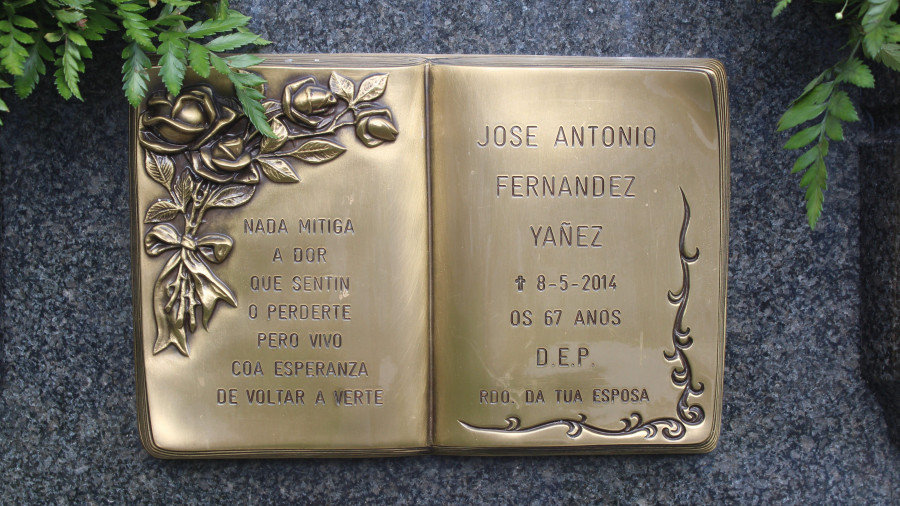 NADA MITIGA
A DOR
QUE SENTIN
O PERDERTE
PERO VIVO
COA ESPERANZA
DE VOLTAR A VERTE
JOSE ANTONIO
FERNANDEZ
YAÑEZ
✝ 8-5-2014
OS 67 ANOS
D.E.P.
RDO. DA TUA ESPOSA